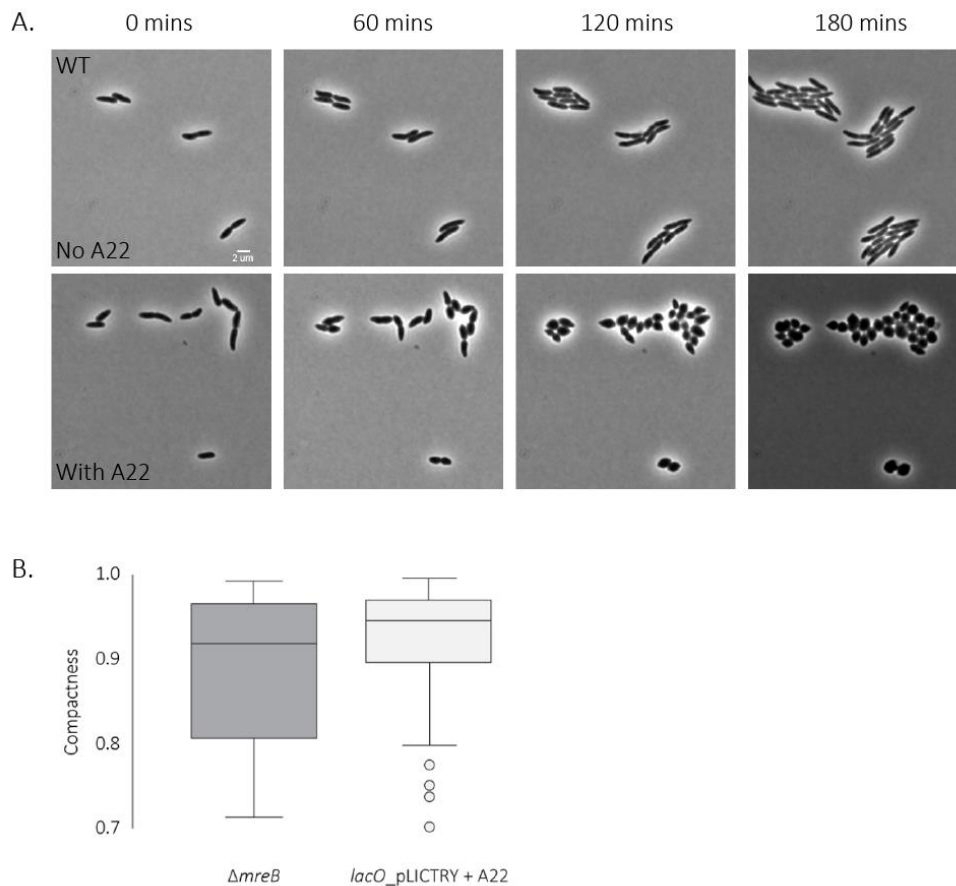 A.
0 mins
60 mins
120 mins
180 mins
WT
No A22
2 um
With A22
B.
Compactness
1.0
0.9
0.8
0.7
ΔmreB
lacO_pLICTRY + A22